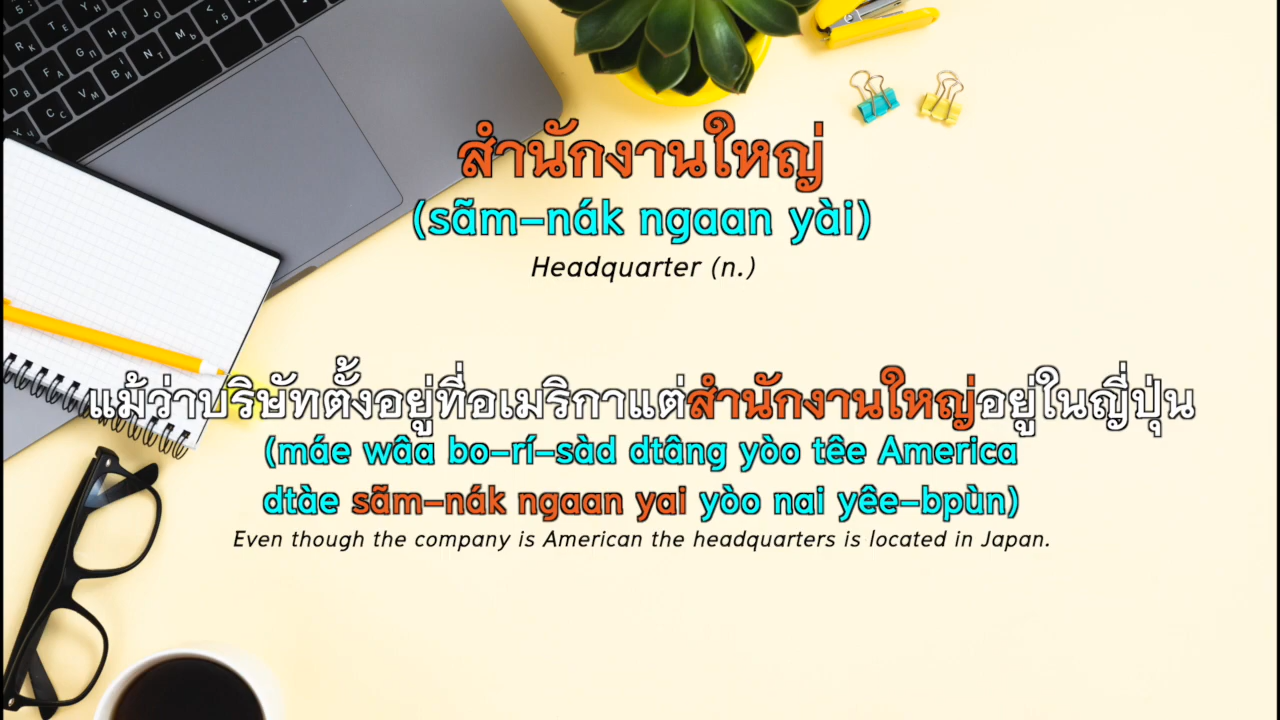 สำนักงานใหญ่
(sãm-nák ngaan yài)
Headquarter (n.)
แม้ว่าบริษัทตั้งอยู่ที่อเมริกาแต่สำนักงานใหญ่อยู่ในญี่ปุ่น
(máe wâa bo-rí-sàd dtâng yòo têe America
dtàe sãm-nák ngaan yai yòo nai yêe-bpùn)
Even though the company is American the headquarters is located in Japan.